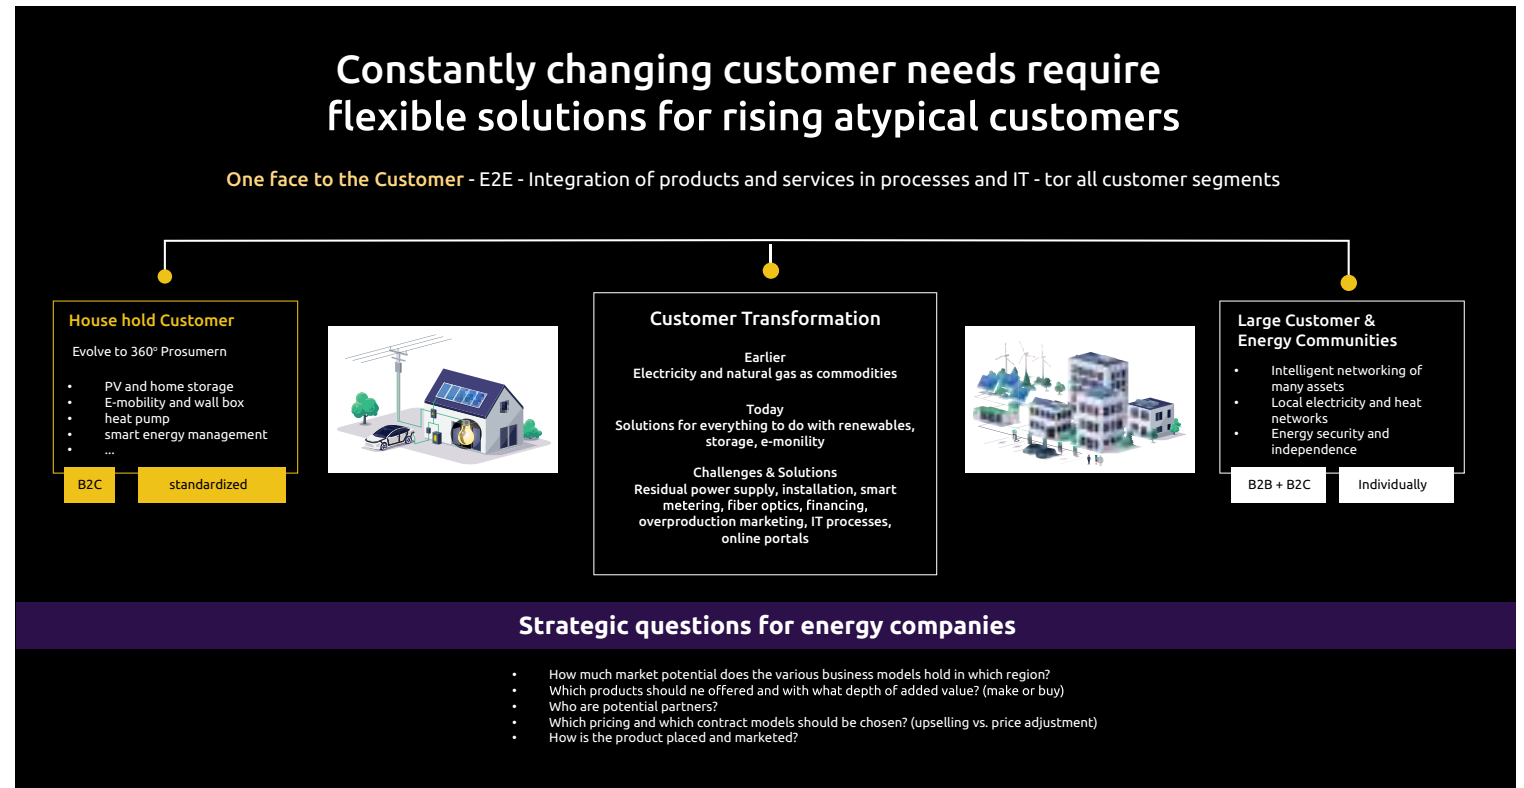 Constantly changing customer needs require
flexible solutions for rising atypical customers
One face to the Customer - E2E - Integration of products and services in processes and IT - tor all customer segments
House hold Customer
Evolve to 360° Prosumern
• PV and home storage
• E-mobility and wall box
• heat pump
• smart energy management
• ...
B2C
standardized
Customer Transformation
Earlier
Electricity and natural gas as commodities
Today
Solutions for everything to do with renewables,
storage, e-monility
Challenges & Solutions
Residual power supply, installation, smart
metering, fiber optics, financing,
overproduction marketing, IT processes,
online portals
Large Customer &
Energy Communities
• Intelligent networking of
many assets
• Local electricity and heat
networks
• Energy security and
independence
B2B + B2C
Individually
Strategic questions for energy companies
• How much market potential does the various business models hold in which region?
• Which products should ne offered and with what depth of added value? (make or buy)
• Who are potential partners?
• Which pricing and which contract models should be chosen? (upselling vs. price adjustment)
• How is the product placed and marketed?